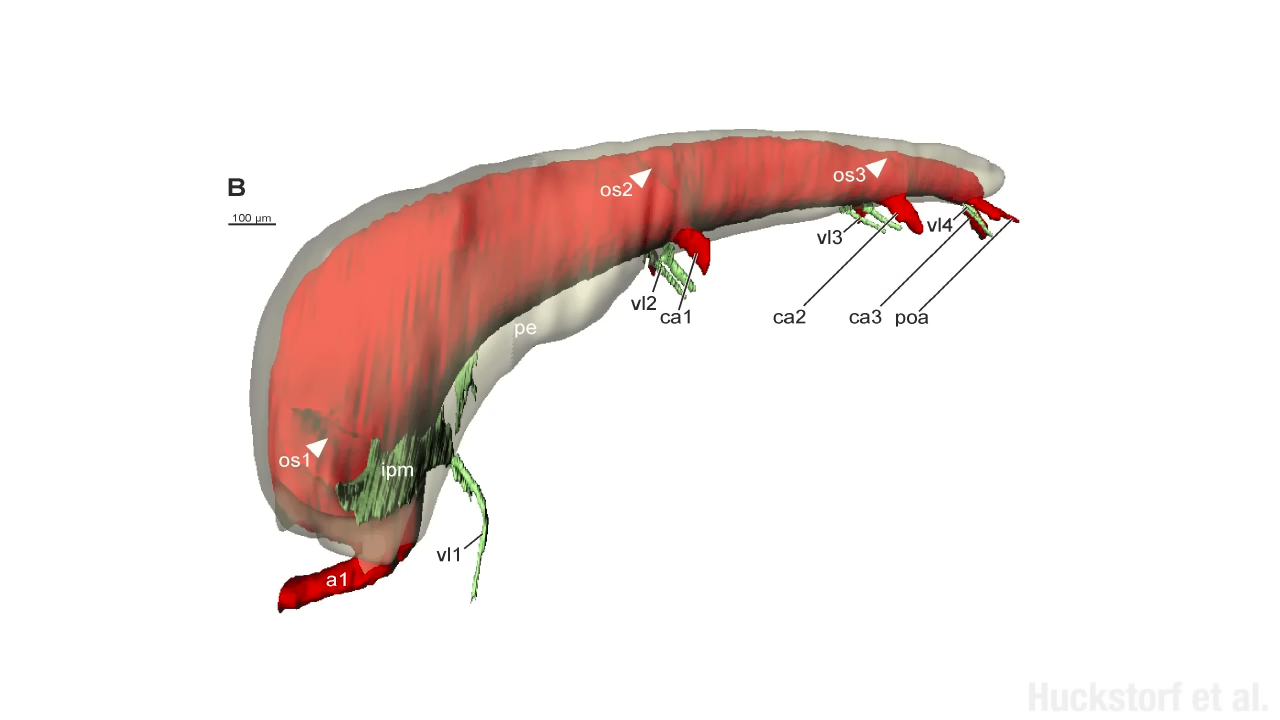 B
100 µm
os1
os2
os3
vl3
vl4
vl2
ca1
ca2
ca3
poa
pe
ipm
vl1
a1
Huckstorf et al.